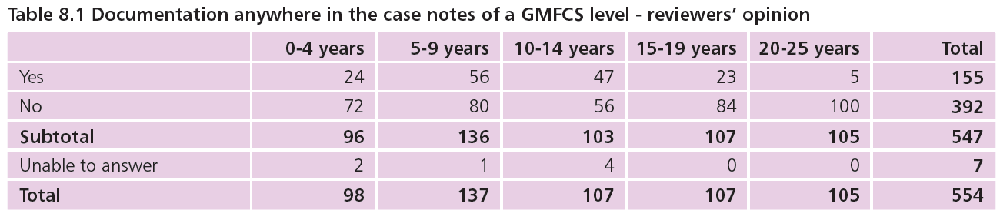 Table 8.1 Documentation anywhere in the case notes of a GMFCS level - reviewers’ opinion
0-4 years 5-9 years 10-14 years 15-19 years 20-25 years Total
Yes 24 56 47 23 5 155
No 72 80 56 84 100 392
Subtotal 96 136 103 107 105 547
Unable to answer 2 1 4 0 0 7
Total 98 137 107 107 105 554